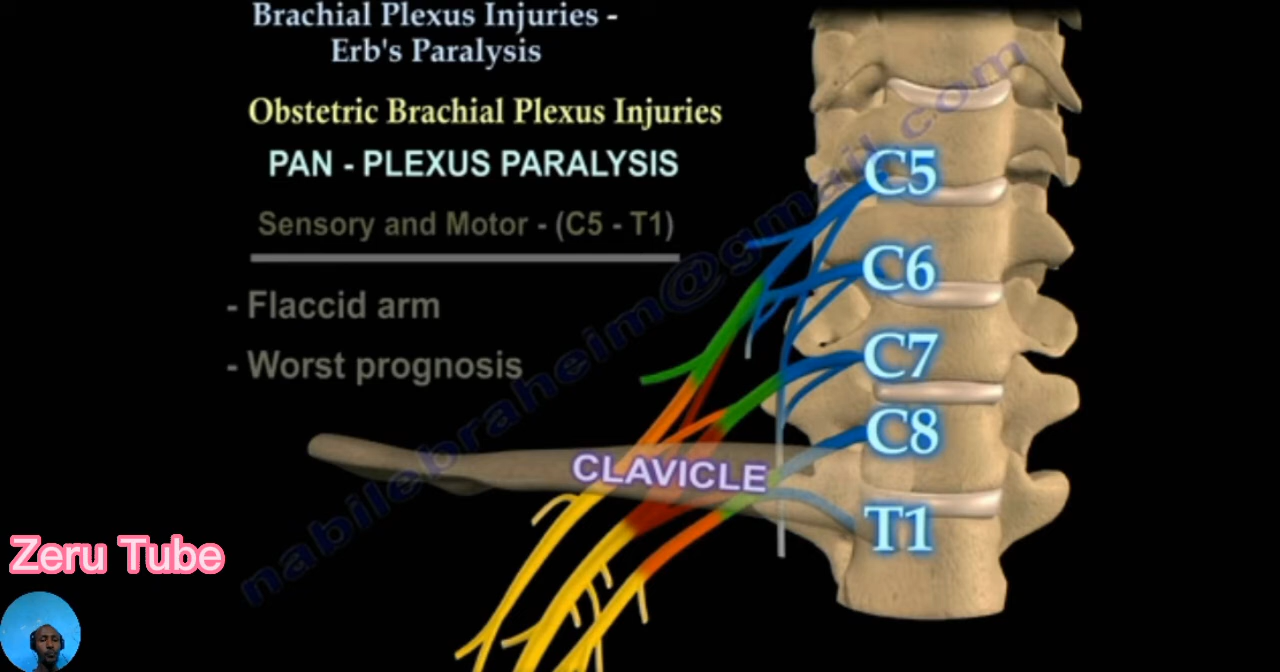 Brachial Plexus Injuries -
Erb's Paralysis
Obstetric Brachial Plexus Injuries
PAN - PLEXUS PARALYSIS
Sensory and Motor - (C5 - T1)
- Flaccid arm
- Worst prognosis
C5
C6
C7
C8
T1
CLAVICLE
nabilebraheim@gmail.com
Zeru Tube